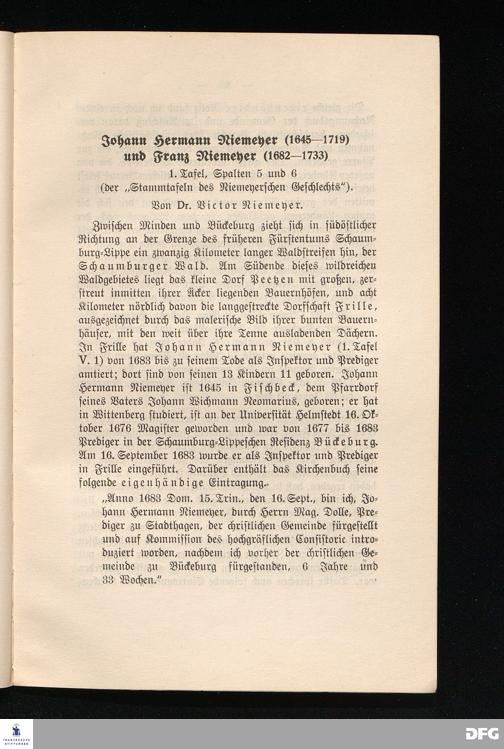 Johann Hermann Niemeyer (1645—1719)
und Franz Niemeyer (1682—1733)
1. Tafel, Spalten 5 und 6
(der „Stammtafeln des Niemeyerschen Geschlechts“).
Von Dr. Victor Niemeyer.
Zwischen Minden und Bückeburg zieht sich in südöstlicher
Richtung an der Grenze des früheren Fürstentums Schaum-
burg-Lippe ein zwanzig Kilometer langer Waldstreifen hin, der
Schaumburger Wald. Am Südende dieses wildreichen
Waldgebietes liegt das kleine Dorf Peetzen mit großen, zer-
streut inmitten ihrer Äcker liegenden Bauernhöfen, und acht
Kilometer nördlich davon die langgestreckte Dorfschaft Frille,
ausgezeichnet durch das malerische Bild ihrer bunten Bauern-
häuser, mit den weit über ihre Tenne ausladenden Dächern.
In Frille hat Johann Hermann Niemeyer (1. Tafel
V. 1) von 1683 bis zu seinem Tode als Inspektor und Prediger
amtiert; dort sind von seinen 13 Kindern 11 geboren. Johann
Hermann Niemeyer ist 1645 in Fischbeck, dem Pfarrdorf
seines Vaters Johann Wichmann Neomarius, geboren; er hat
in Wittenberg studiert, ist an der Universität Helmstedt 16. Ok-
tober 1676 Magister geworden und war von 1677 bis 1683
Prediger in der Schaumburg-Lippeschen Residenz Bückeburg.
Am 16. September 1683 wurde er als Inspektor und Prediger
in Frille eingeführt. Darüber enthält das Kirchenbuch seine
folgende eigenhändige Eintragung.
„Anno 1683 Dom. 15. Trin., den 16. Sept., bin ich, Jo-
hann Hermann Niemeyer, durch Herrn Mag. Dolle, Pre-
diger zu Stadthagen, der christlichen Gemeinde fürgestellt
und auf Kommission des hochgräflichen Consistorie intro-
duziert worden, nachdem ich vorher der christlichen Ge-
meinde zu Bückeburg fürgestanden, 6 Jahre und
33 Wochen.“
FRANCKESCHE
STIFTUNGEN
DFG